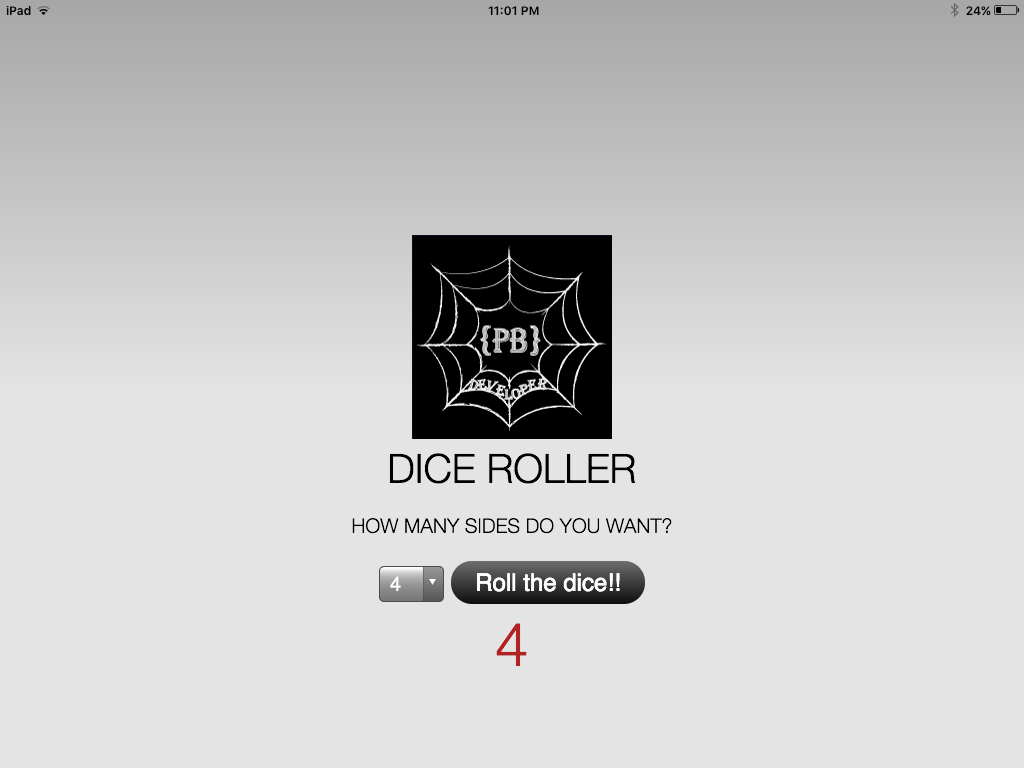 iPad 11:01 PM 24%
{PB}
DEVELOPER
DICE ROLLER
HOW MANY SIDES DO YOU WANT?
4 Roll the dice!!
4